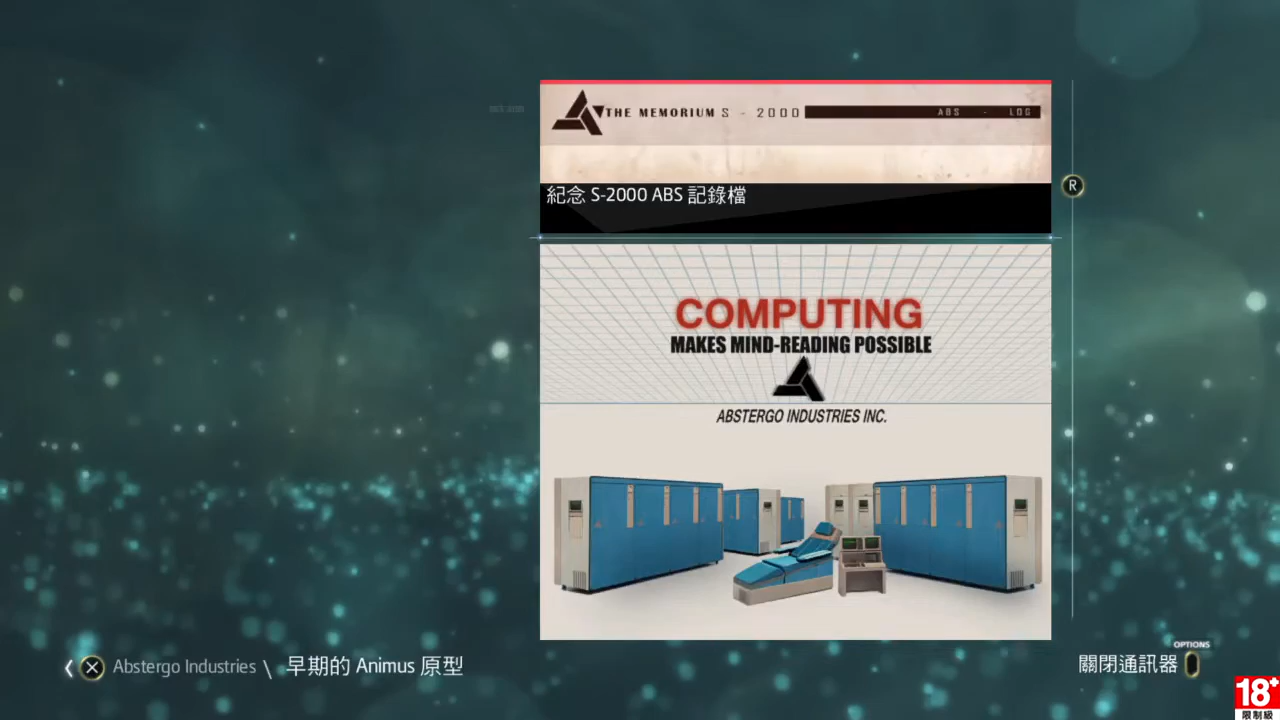 THE MEMORIUM S - 2000
ABS - LOG
紀念 S-2000 ABS 記錄檔
R
COMPUTING
MAKES MIND-READING POSSIBLE
ABSTERGO INDUSTRIES INC.
OPTIONS
Abstergo Industries \ 早期的 Animus 原型
關閉通訊器
18+
限制級